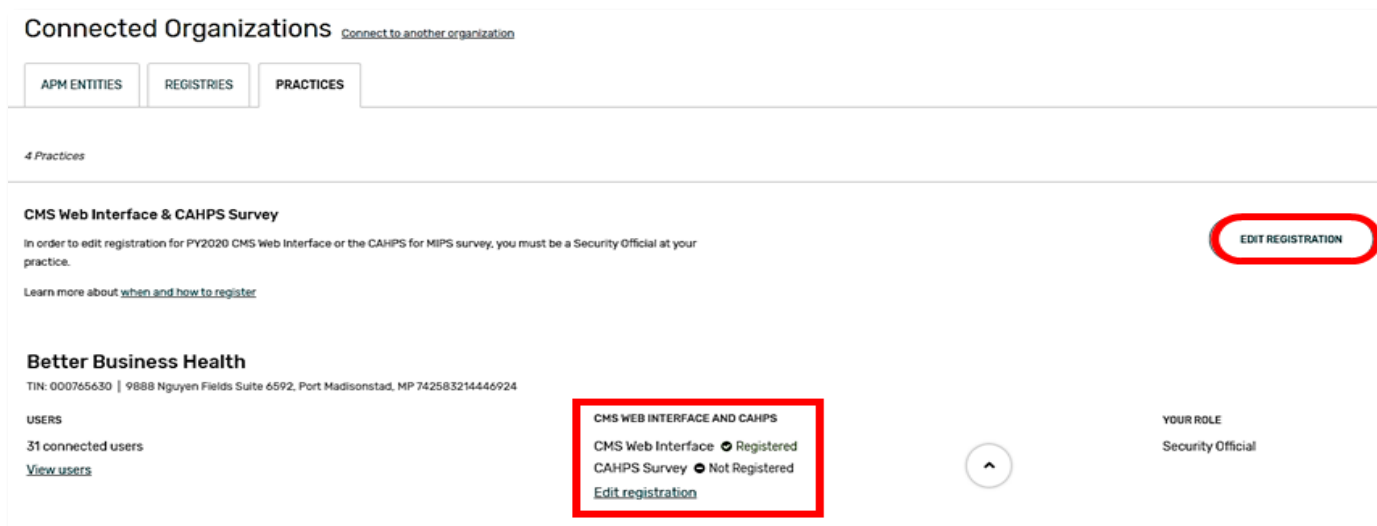 Connected Organizations Connect to another organization
APM ENTITIES REGISTRIES PRACTICES
4 Practices
CMS Web Interface & CAHPS Survey
In order to edit registration for PY2020 CMS Web Interface or the CAHPS for MIPS survey, you must be a Security Official at your
practice.
EDIT REGISTRATION
Learn more about when and how to register
Better Business Health
TIN: 000765630 | 9888 Nguyen Fields Suite 6592, Port Madisonstad, MP 742583214446924
USERS
31 connected users
View users
CMS WEB INTERFACE AND CAHPS
CMS Web Interface Registered
CAHPS Survey Not Registered
Edit registration
YOUR ROLE
Security Official